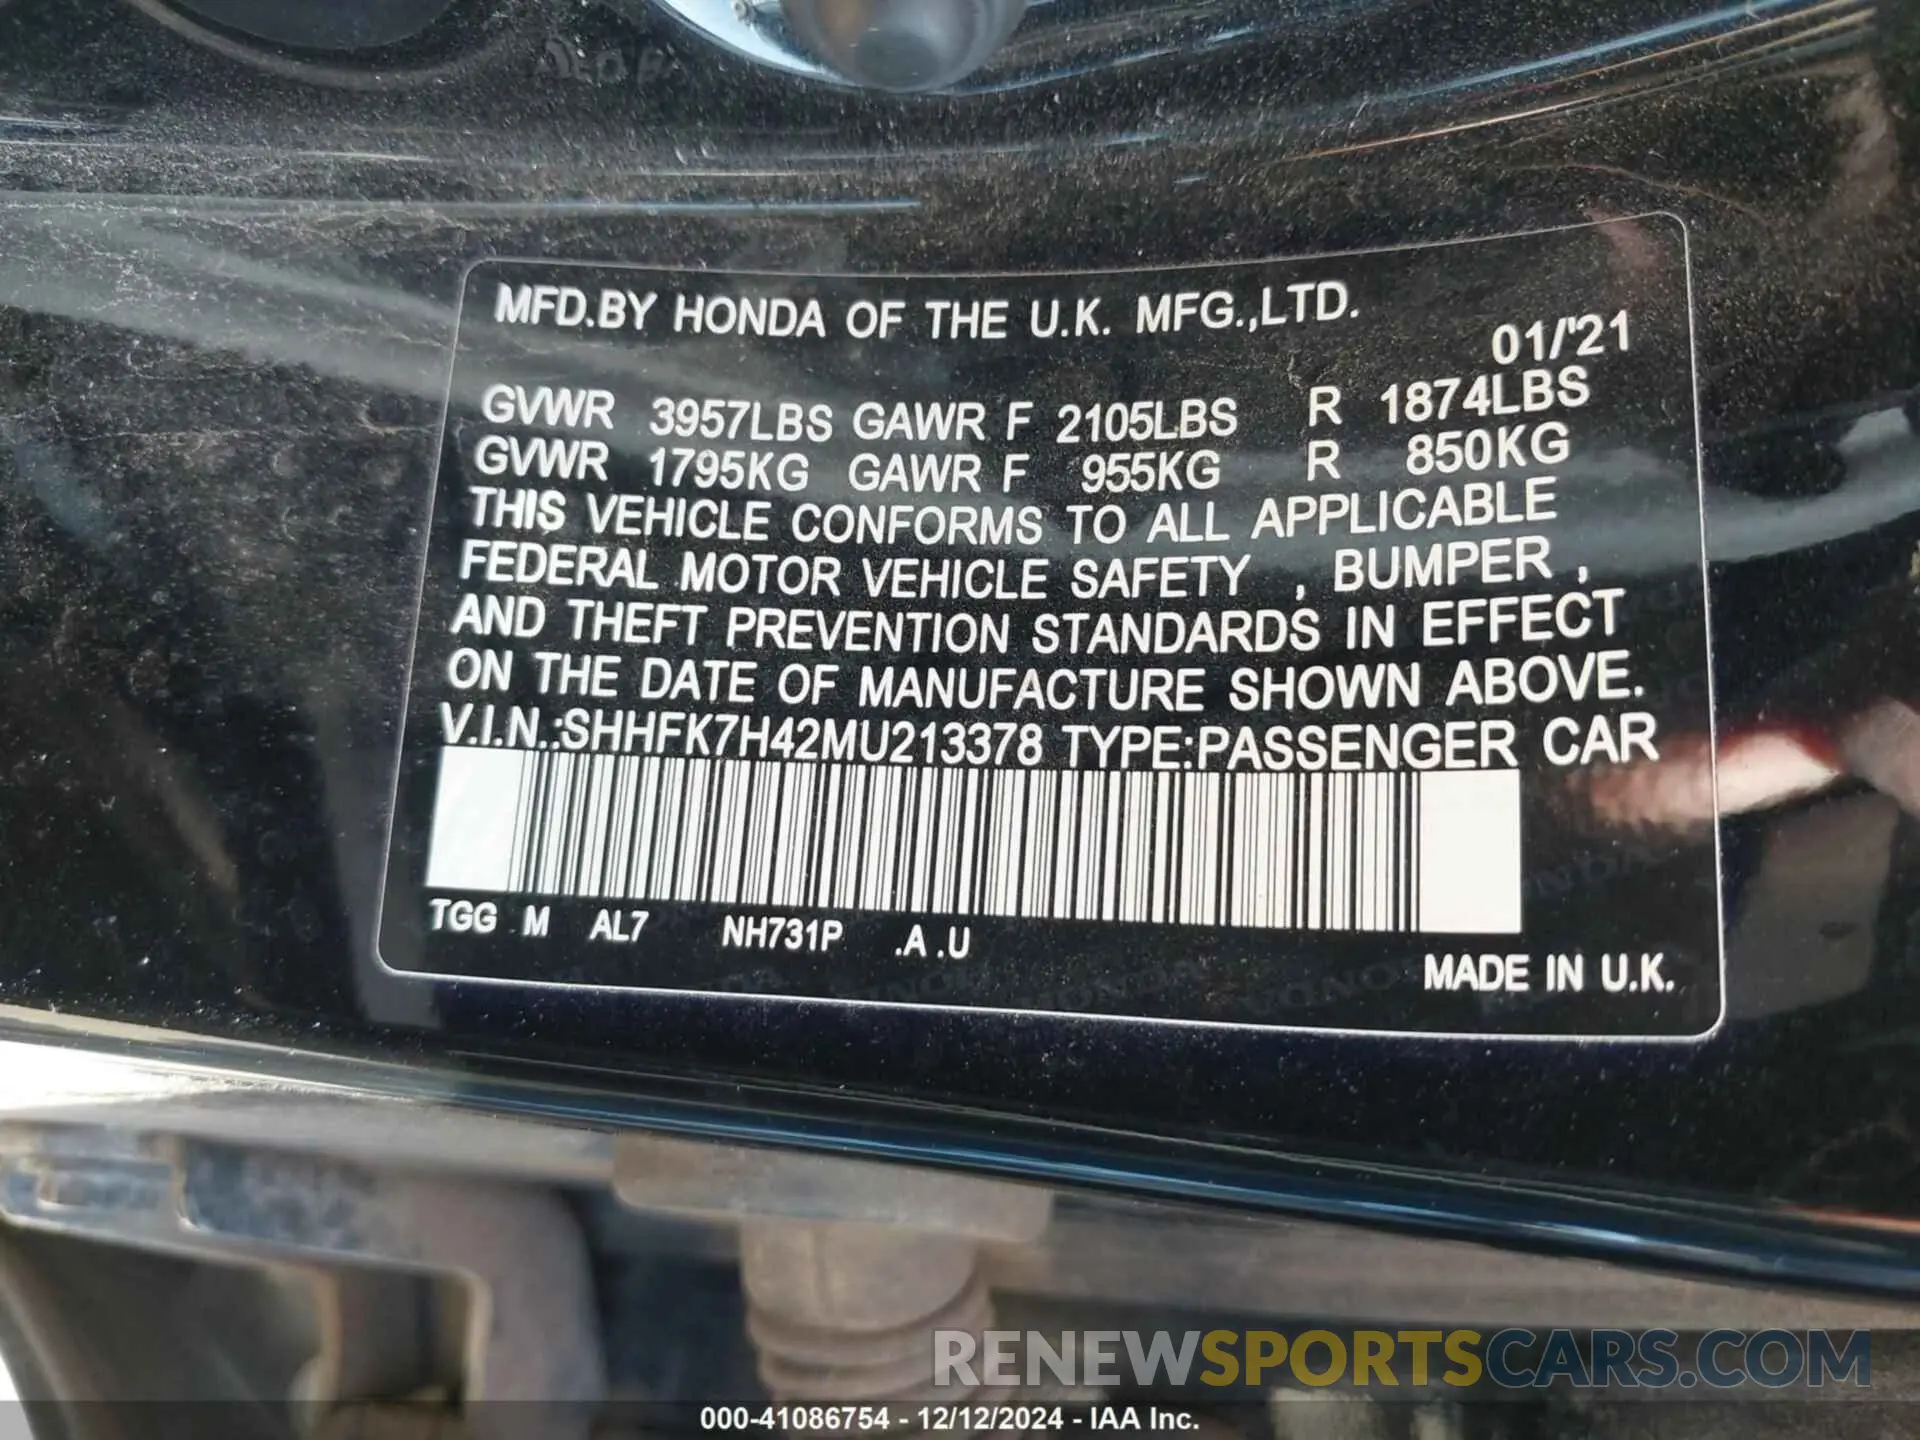 MFD.BY HONDA OF THE U.K. MFG.,LTD.
01/'21
GVWR 3957LBS GAWR F 2105LBS R 1874LBS
GVWR 1795KG GAWR F 955KG R 850KG
THIS VEHICLE CONFORMS TO ALL APPLICABLE
FEDERAL MOTOR VEHICLE SAFETY , BUMPER ,
AND THEFT PREVENTION STANDARDS IN EFFECT
ON THE DATE OF MANUFACTURE SHOWN ABOVE.
V.I.N.:SHHFK7H42MU213378 TYPE:PASSENGER CAR
TGG M AL7 NH731P .A .U
MADE IN U.K.
RENEWSPORTSCARS.COM
000-41086754 - 12/12/2024 - IAA Inc.